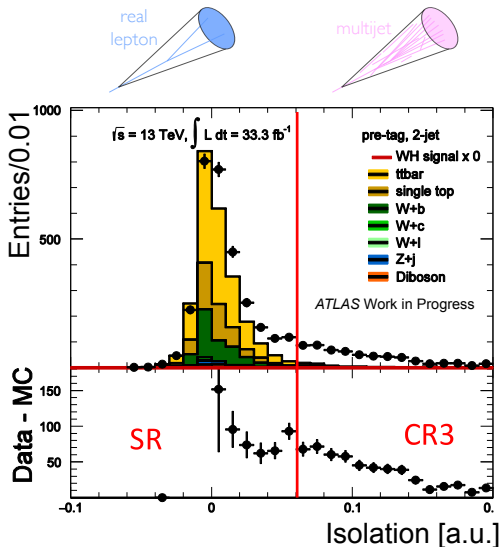 real lepton
multijet
√s = 13 TeV, ∫ L dt = 33.3 fb⁻¹
pre-tag, 2-jet
WH signal x 0
ttbar
single top
W+b
W+c
W+l
Z+j
Diboson
ATLAS Work in Progress
Entries/0.01
1000
500
Data - MC
150
100
50
SR
CR3
−0.1
0
0.1
0.
Isolation [a.u.]